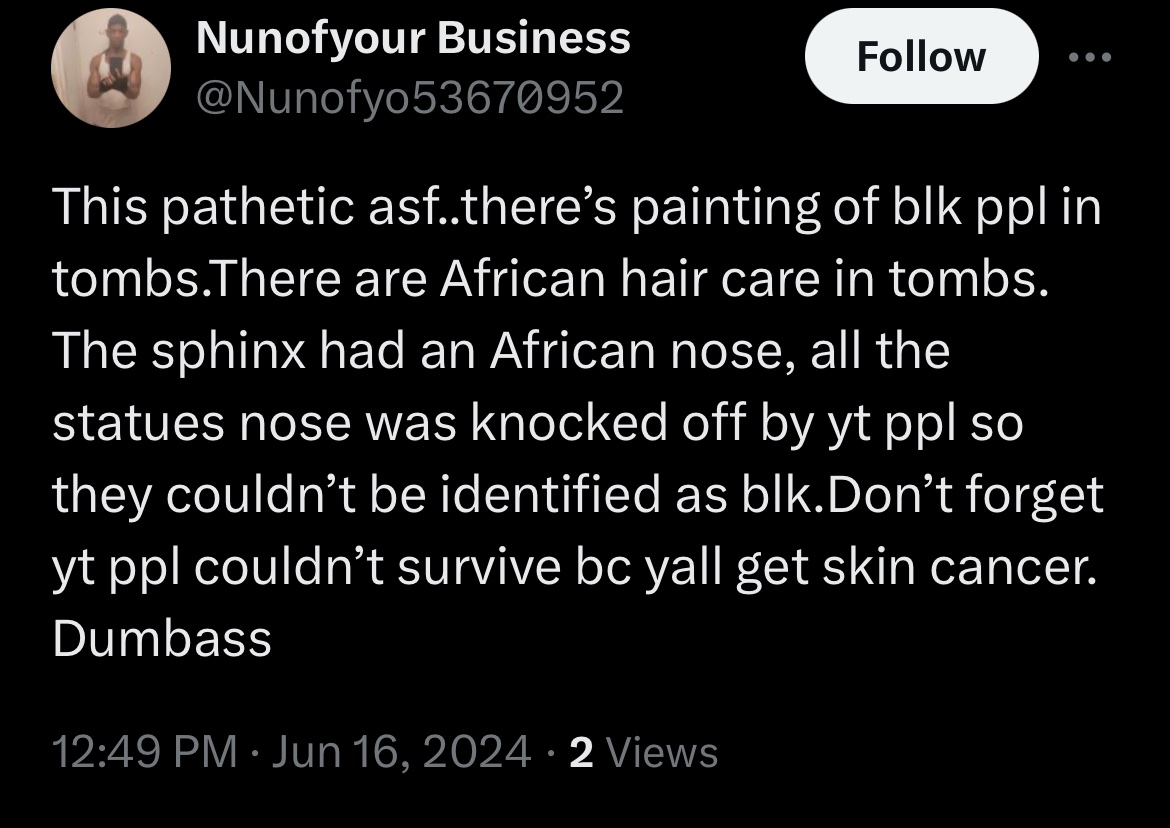 Nunofyour Business
Follow
@Nunofyo53670952
This pathetic asf..there’s painting of blk ppl in
tombs.There are African hair care in tombs.
The sphinx had an African nose, all the
statues nose was knocked off by yt ppl so
they couldn’t be identified as blk.Don’t forget
yt ppl couldn’t survive bc yall get skin cancer.
Dumbass
12:49 PM · Jun 16, 2024 · 2 Views